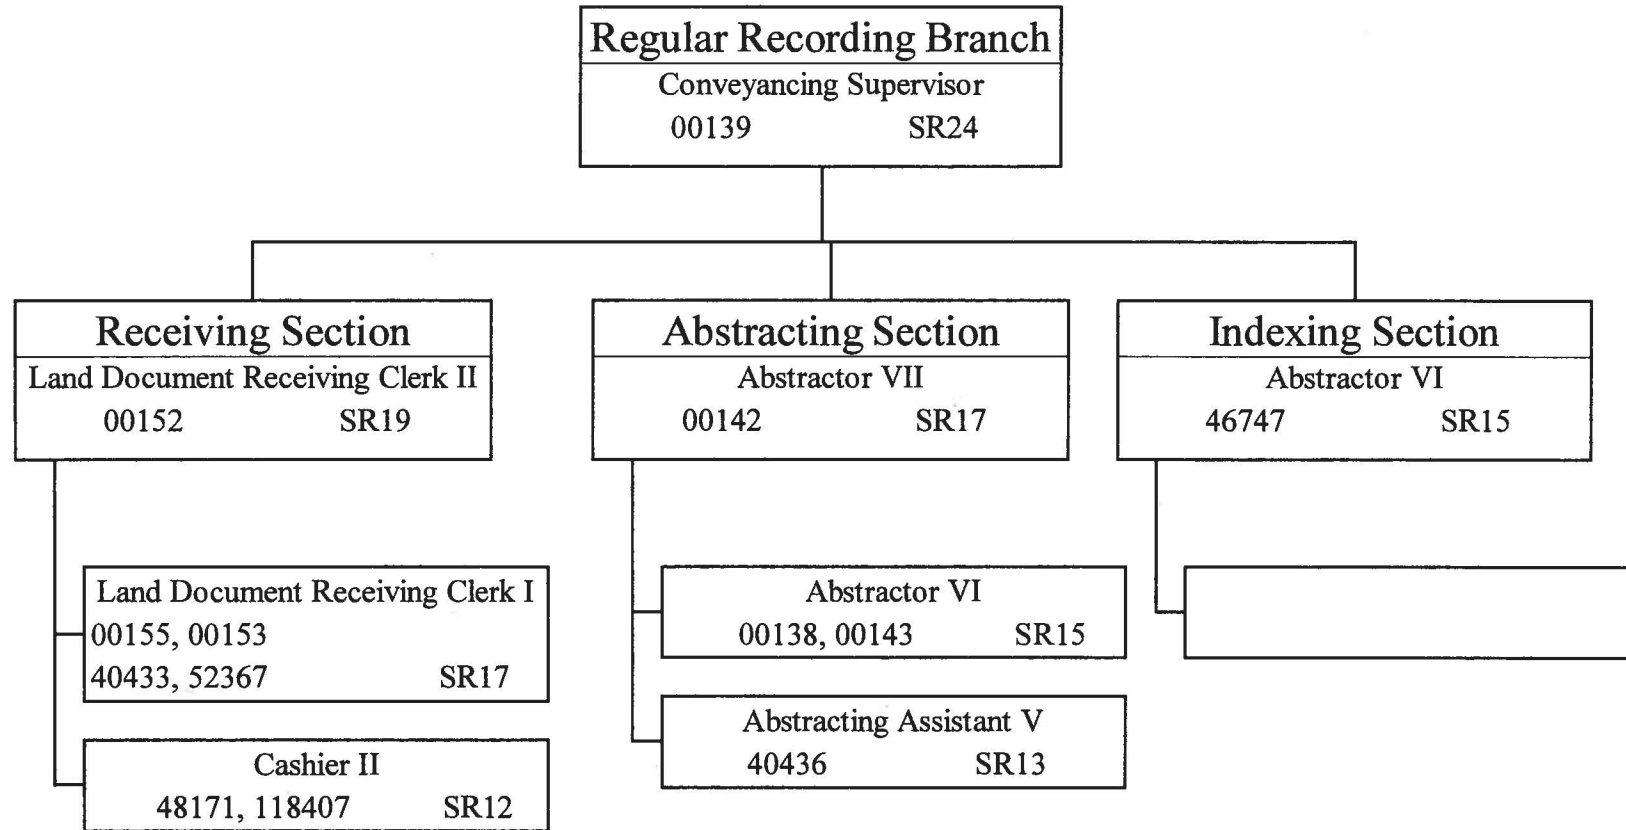 Regular Recording Branch
Conveyancing Supervisor
00139 SR24
Receiving Section
Land Document Receiving Clerk II
00152 SR19
Abstracting Section
Abstractor VII
00142 SR17
Indexing Section
Abstractor VI
46747 SR15
Land Document Receiving Clerk I
00155, 00153
40433, 52367 SR17
Cashier II
48171, 118407 SR12
Abstractor VI
00138, 00143 SR15
Abstracting Assistant V
40436 SR13